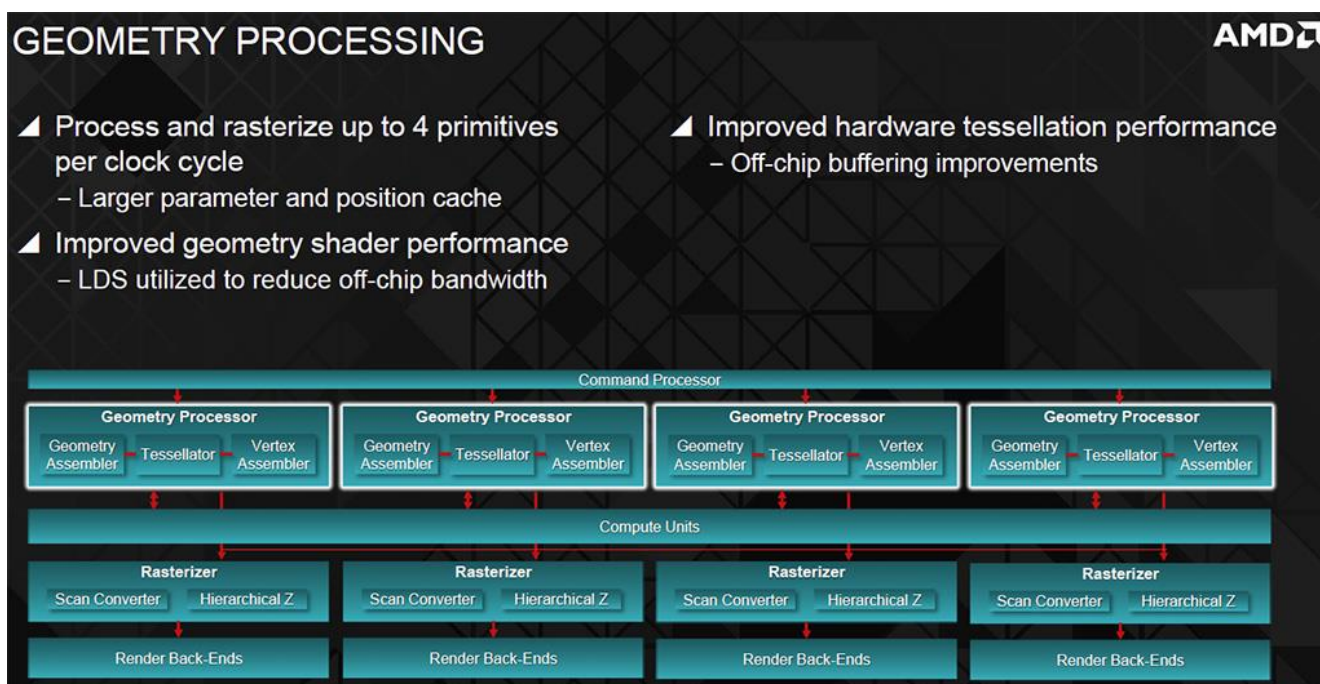 GEOMETRY PROCESSING
AMD
Process and rasterize up to 4 primitives
per clock cycle
– Larger parameter and position cache
Improved geometry shader performance
– LDS utilized to reduce off-chip bandwidth
Improved hardware tessellation performance
– Off-chip buffering improvements
Command Processor
Geometry Processor
Geometry
Assembler
Tessellator
Vertex
Assembler
Geometry Processor
Geometry
Assembler
Tessellator
Vertex
Assembler
Geometry Processor
Geometry
Assembler
Tessellator
Vertex
Assembler
Geometry Processor
Geometry
Assembler
Tessellator
Vertex
Assembler
Compute Units
Rasterizer
Scan Converter
Hierarchical Z
Rasterizer
Scan Converter
Hierarchical Z
Rasterizer
Scan Converter
Hierarchical Z
Rasterizer
Scan Converter
Hierarchical Z
Render Back-Ends
Render Back-Ends
Render Back-Ends
Render Back-Ends